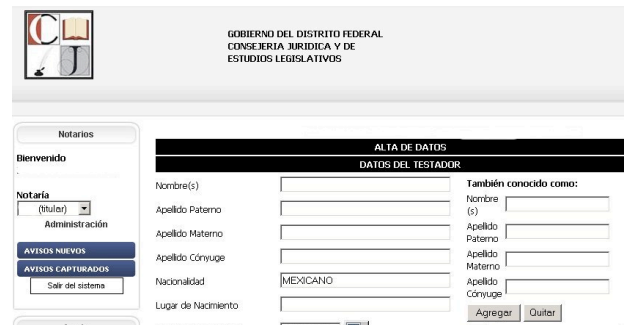 CJ
GOBIERNO DEL DISTRITO FEDERAL
CONSEJERIA JURIDICA Y DE
ESTUDIOS LEGISLATIVOS
Notarios
Bienvenido
Notaría
(titular)
Administración
AVISOS NUEVOS
AVISOS CAPTURADOS
Salir del sistema
ALTA DE DATOS
DATOS DEL TESTADOR
Nombre(s)
Apellido Paterno
Apellido Materno
Apellido Cónyuge
Nacionalidad MEXICANO
Lugar de Nacimiento
También conocido como:
Nombre
(s)
Apellido
Paterno
Apellido
Materno
Apellido
Cónyuge
Agregar Quitar